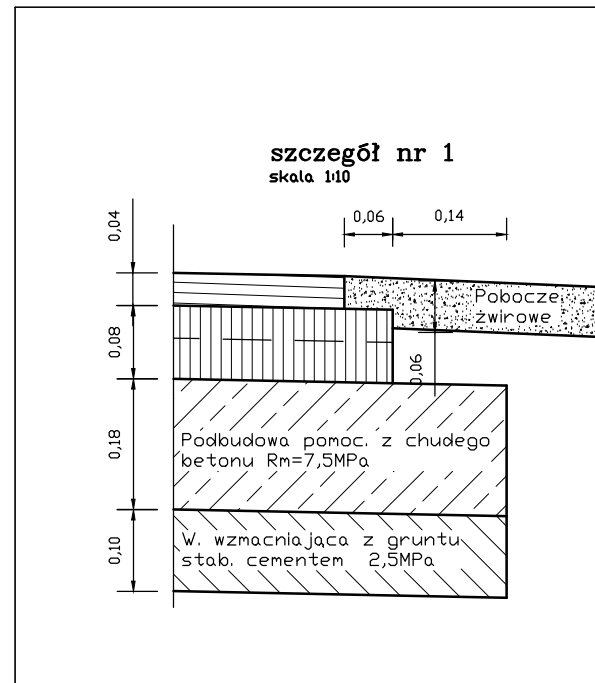 szczegół nr 1
skala 1:10
0,06
0,14
0,04
0,08
0,18
0,10
Pobocze
żwirowe
0,06
Podbudowa pomoc. z chudego
betonu Rm=7,5MPa
W. wzmacniająca z gruntu
stab. cementem 2,5MPa